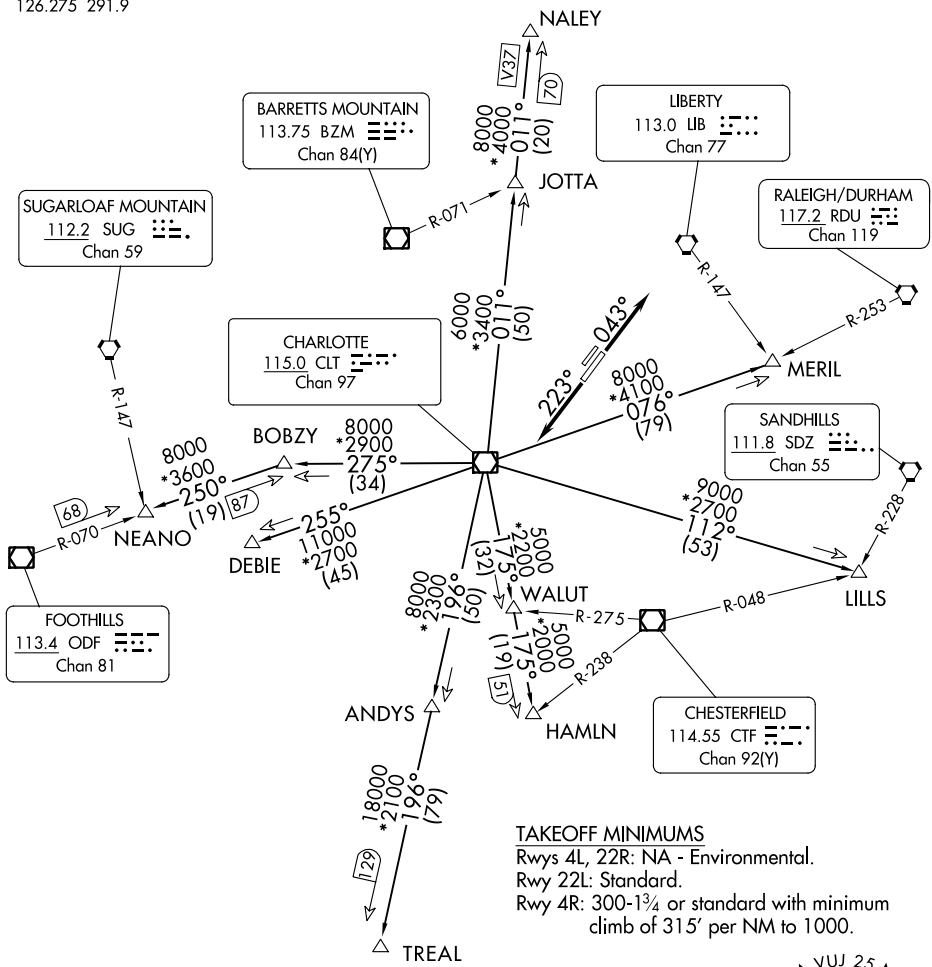 126.275 291.9
NALEY
V37
70
8000
*4000
011°
(20)
BARRETTS MOUNTAIN
113.75 BZM
Chan 84(Y)
LIBERTY
113.0 LIB
Chan 77
JOTTA
R-071
SUGARLOAF MOUNTAIN
112.2 SUG
Chan 59
RALEIGH/DURHAM
117.2 RDU
Chan 119
R-147
R-253
6000
*3400
011°
(50)
CHARLOTTE
115.0 CLT
Chan 97
223°
043°
MERIL
8000
*4100
076°
(79)
R-147
BOBZY
8000
*2900
275°
(34)
SANDHILLS
111.8 SDZ
Chan 55
8000
*3600
250°
(19)
87
68
R-070
NEANO
255°
11000
*2700
(45)
DEBIE
9000
*2700
112°
(53)
R-228
LILLS
5000
*2200
175°
(32)
WALUT
R-275
R-048
8000
*2300
196°
(50)
FOOTHILLS
113.4 ODF
Chan 81
5000
*2000
175°
(19)
51
R-238
ANDYS
HAMLN
CHESTERFIELD
114.55 CTF
Chan 92(Y)
18000
*2100
196°
(79)
129
TREAL
TAKEOFF MINIMUMS
Rwys 4L, 22R: NA - Environmental.
Rwy 22L: Standard.
Rwy 4R: 300-1¾ or standard with minimum
climb of 315' per NM to 1000.
VUJ 25